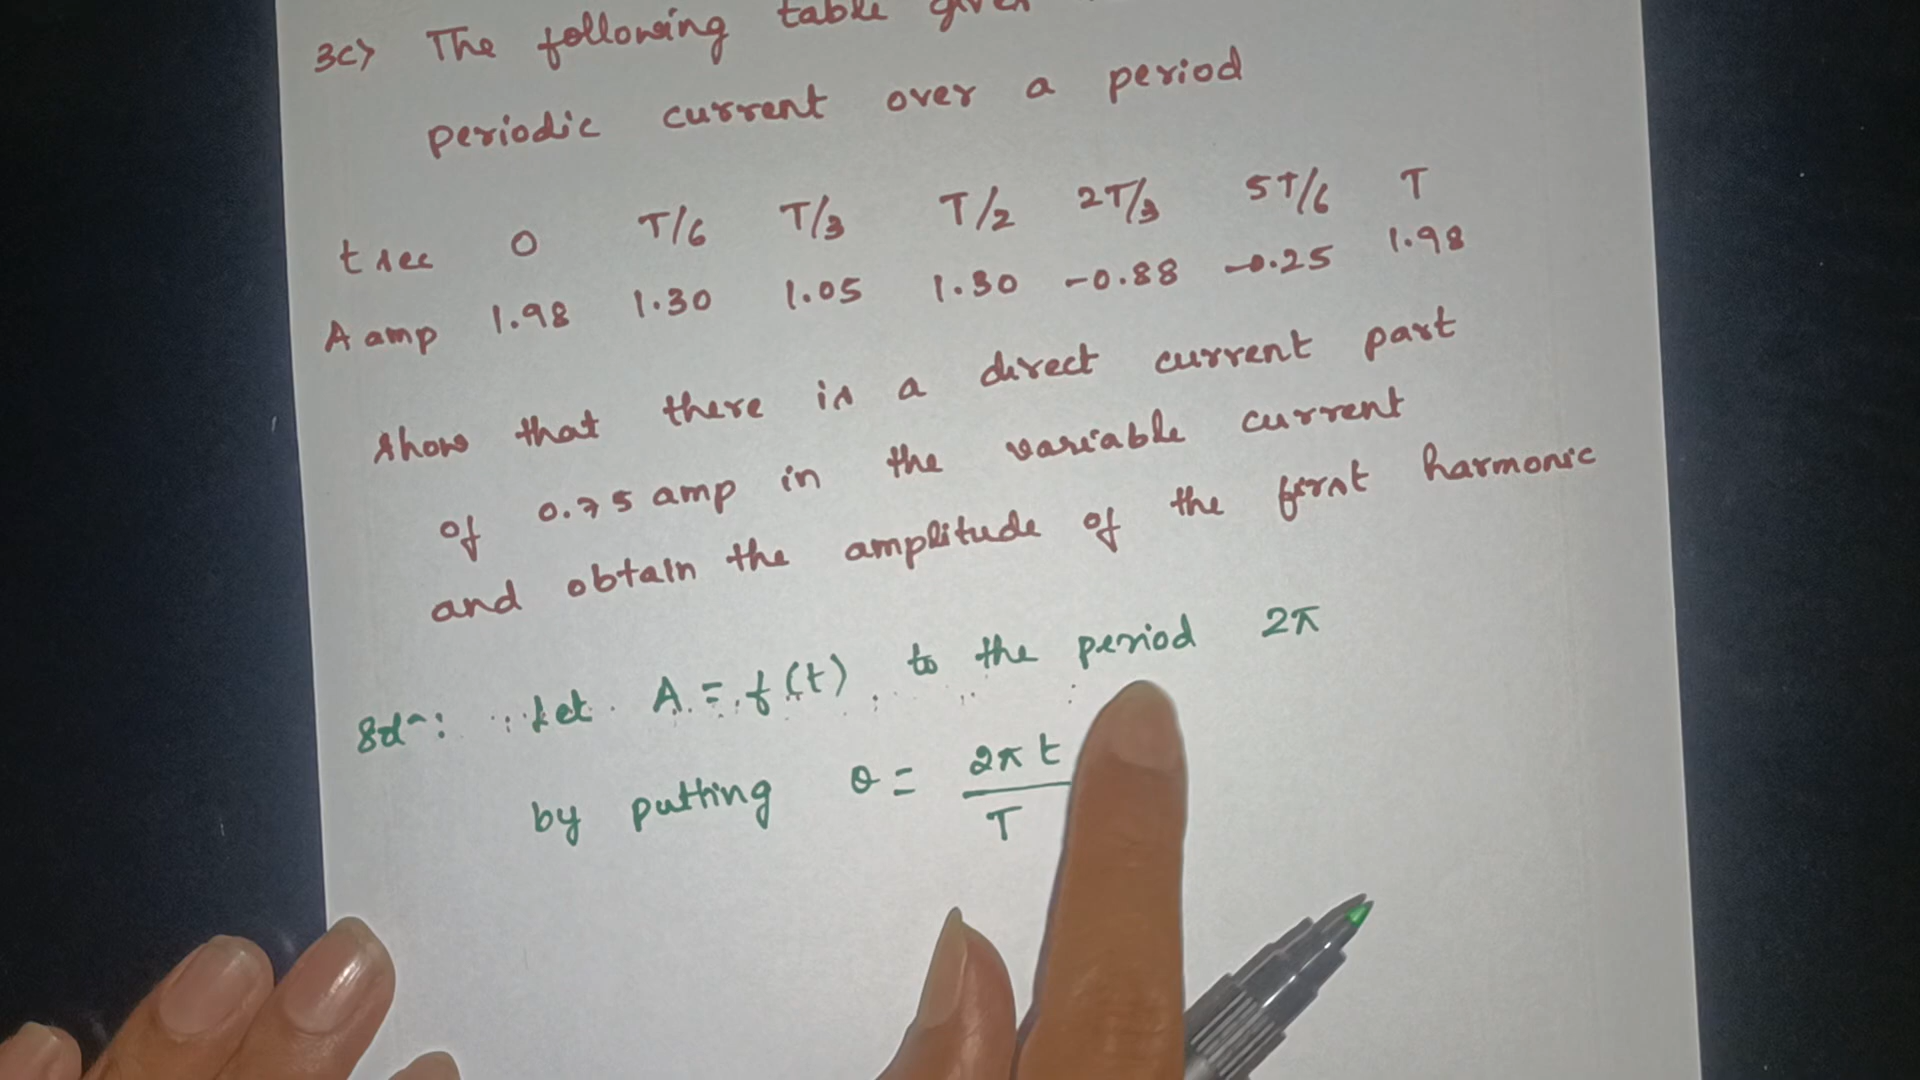 3c) The following table given
periodic current over a period
t sec 0 T/6 T/3 T/2 2T/3 5T/6 T
A amp 1.98 1.30 1.05 1.30 -0.88 -0.25 1.98
show that there is a direct current part
of 0.75 amp in the variable current
and obtain the amplitude of the first harmonic
Sol^n: Let A = f(t) to the period 2π
by putting θ = 2πt/T